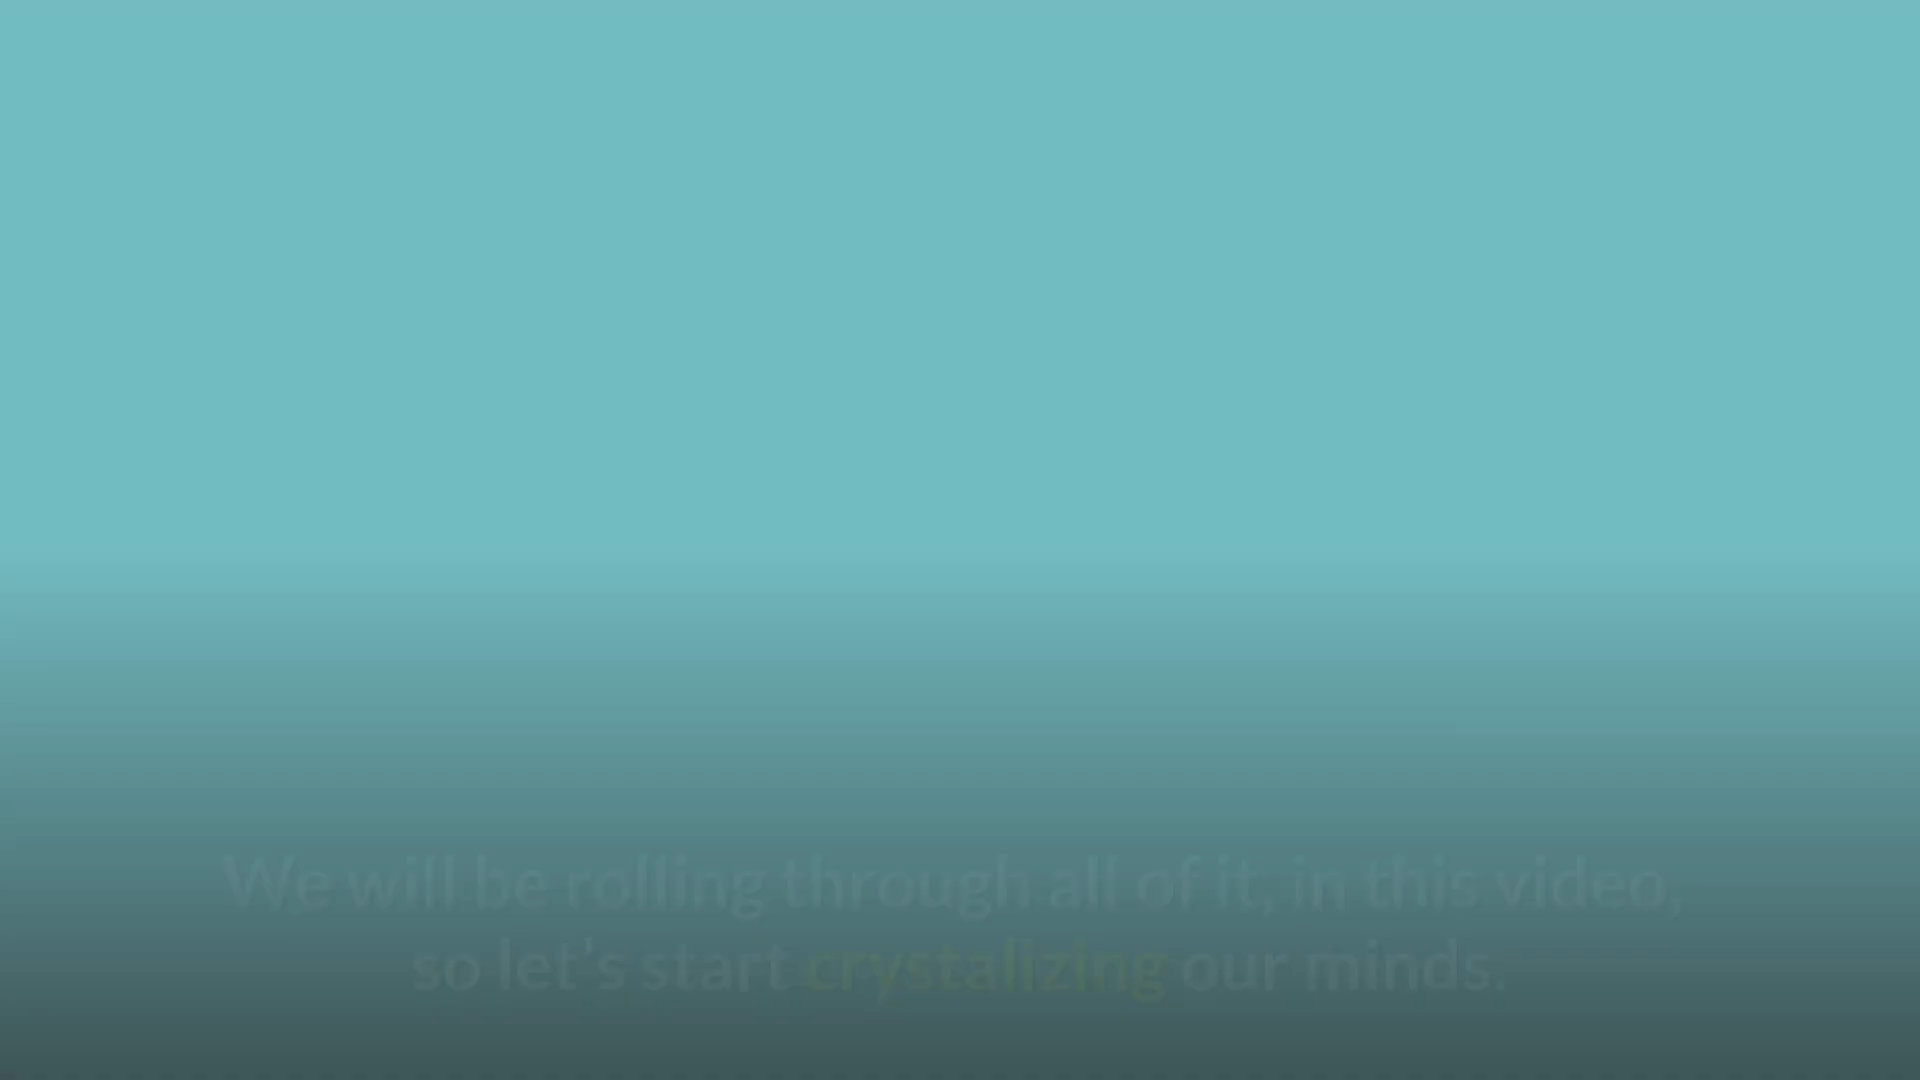 We will be rolling through all of it, in this video,
so let's start crystalizing our minds.